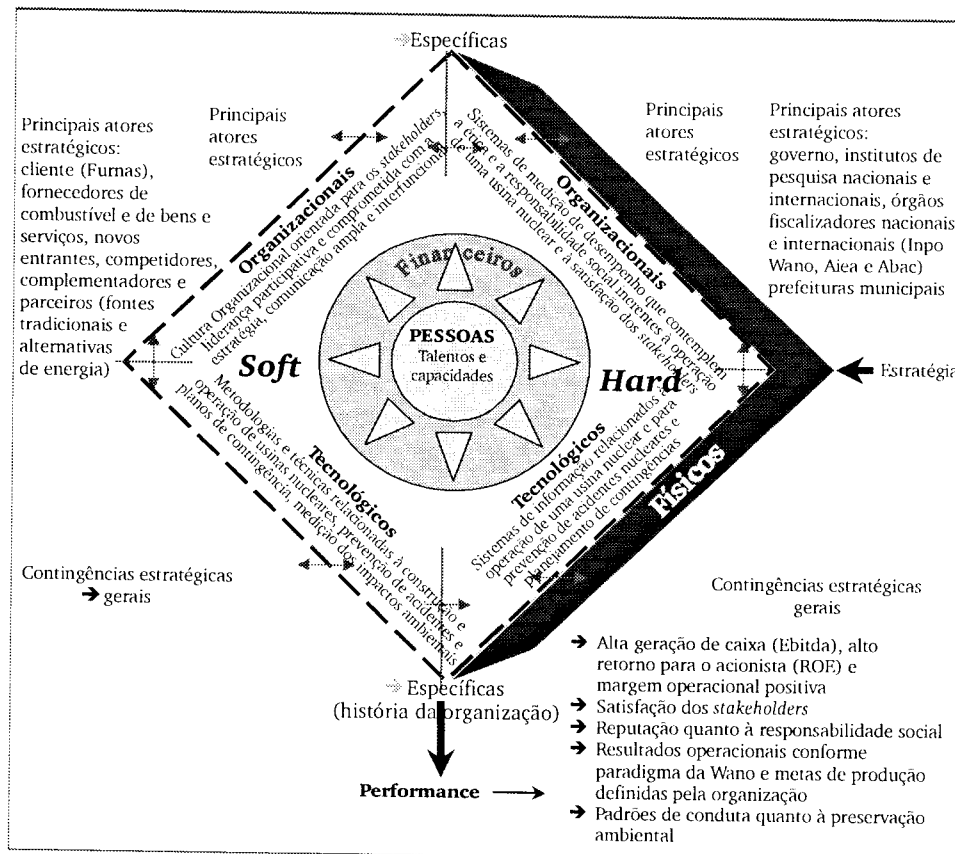 Específicas
Principais atores
estratégicos:
cliente (Furnas),
fornecedores de
combustível e de bens e
serviços, novos
entrantes, competidores,
complementadores e
parceiros (fontes
tradicionais e
alternativas
de energia)
Principais
atores
estratégicos
Principais
atores
estratégicos
Principais atores
estratégicos:
governo, institutos de
pesquisa nacionais e
internacionais, órgãos
fiscalizadores nacionais
e internacionais (Inpo
Wano, Aiea e Abac)
prefeituras municipais
Organizacionais
Cultura Organizacional orientada para os stakeholders,
liderança participativa e comprometida com a
estratégia, comunicação ampla e interfuncional
Organizacionais
Sistemas de medição de desempenho que contemplem
a ética e a responsabilidade social inerentes à operação
de uma usina nuclear e à satisfação dos stakeholders
Financeiros
PESSOAS
Talentos e
capacidades
Soft
Hard
Estratégia
Físicos
Tecnológicos
Metodologias e técnicas relacionadas à construção e
operação de usinas nucleares, prevenção de acidentes e
planos de contingência, medição dos impactos ambientais
Tecnológicos
Sistemas de informação relacionados à
operação de uma usina nuclear e para
prevenção de acidentes nucleares e
planejamento de contingências
Contingências estratégicas
➔ gerais
Contingências estratégicas
gerais
Específicas
(história da organização)
Performance
➔ Alta geração de caixa (Ebitda), alto
retorno para o acionista (ROE) e
margem operacional positiva
➔ Satisfação dos stakeholders
➔ Reputação quanto à responsabilidade social
➔ Resultados operacionais conforme
paradigma da Wano e metas de produção
definidas pela organização
➔ Padrões de conduta quanto à preservação
ambiental